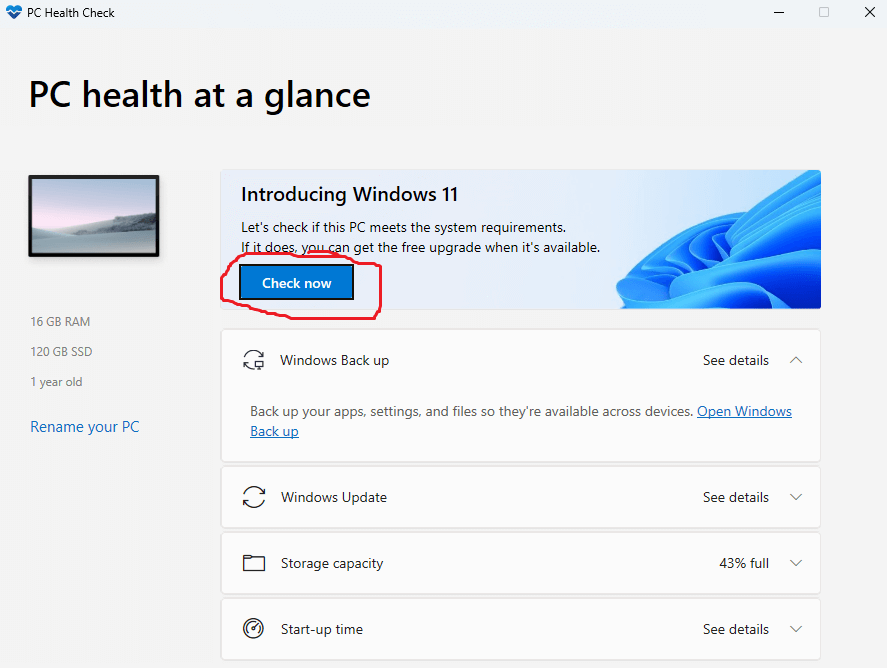 PC Health Check
PC health at a glance
Introducing Windows 11
Let's check if this PC meets the system requirements.
If it does, you can get the free upgrade when it's available.
Check now
16 GB RAM
120 GB SSD
1 year old
Rename your PC
Windows Back up
See details
Back up your apps, settings, and files so they're available across devices. Open Windows
Back up
Windows Update
See details
Storage capacity
43% full
Start-up time
See details